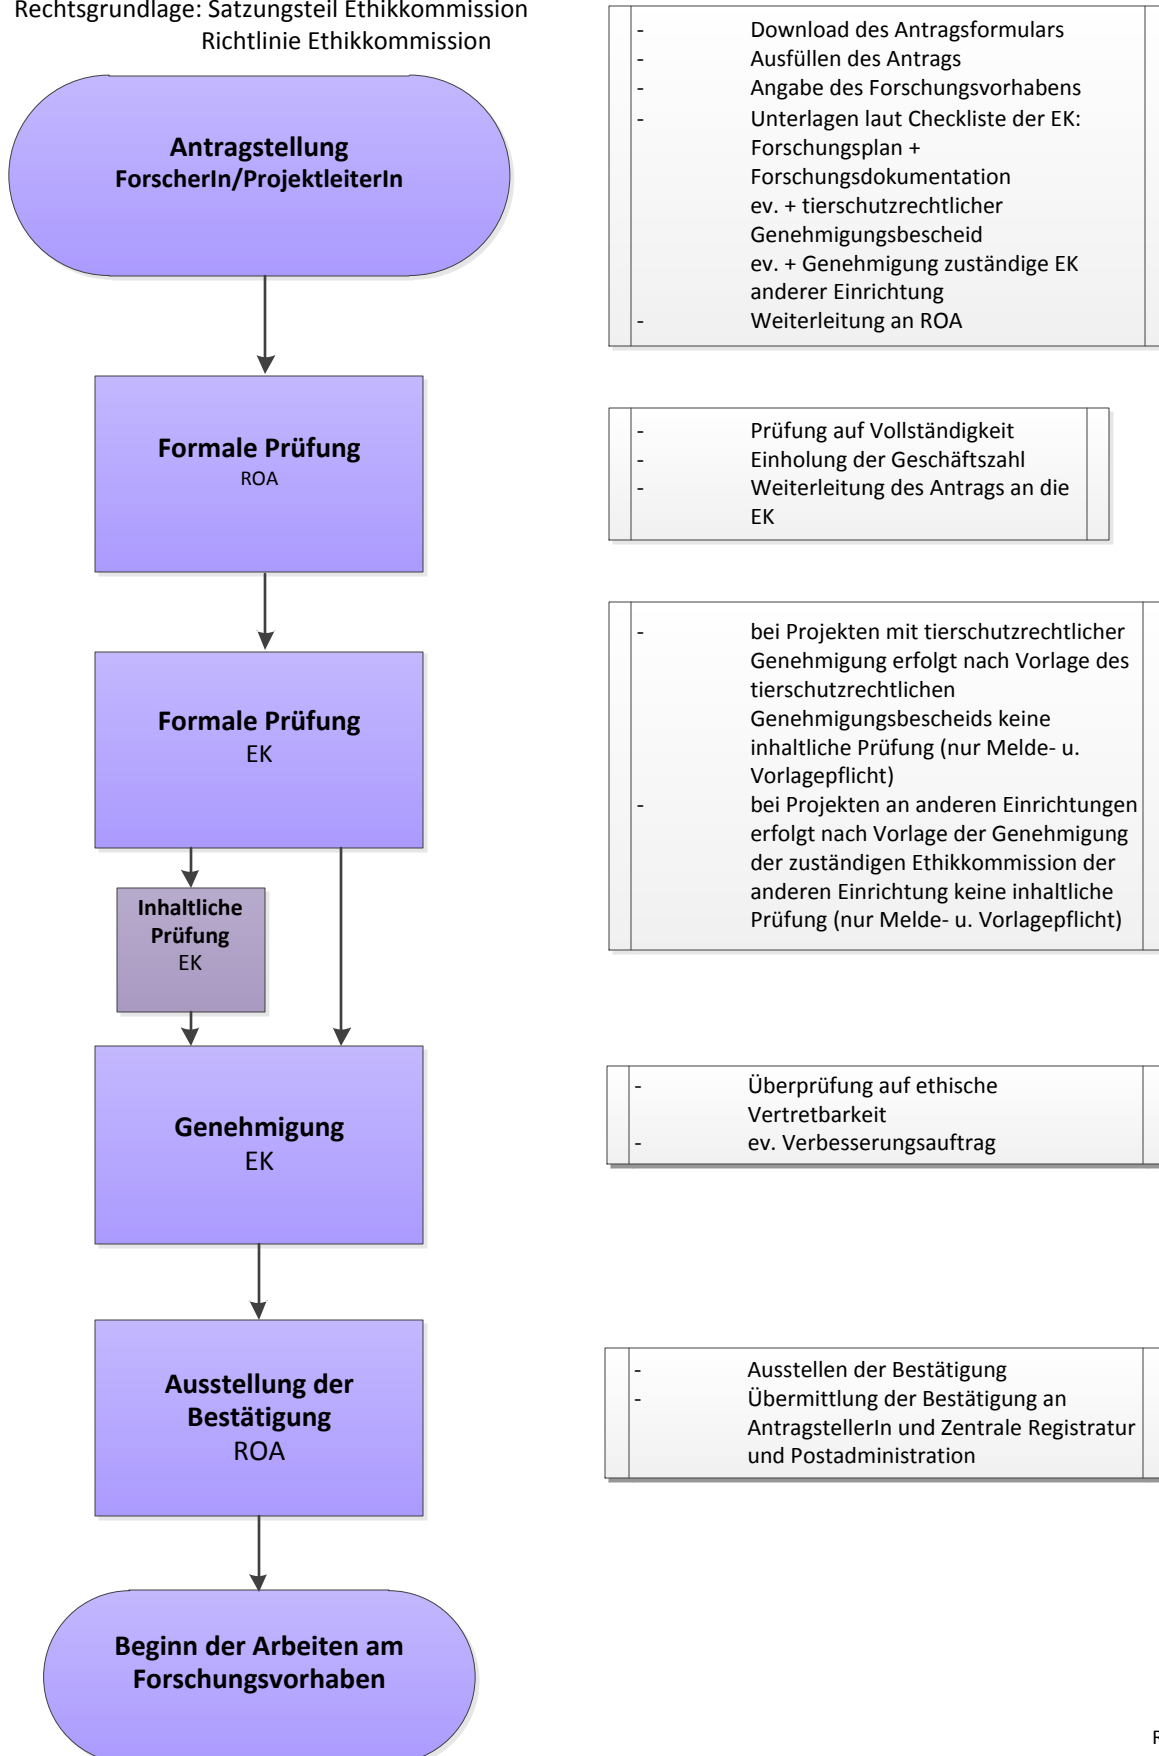 Rechtsgrundlage: Satzungsteil Ethikkommission
Richtlinie Ethikkommission
Antragstellung
ForscherIn/ProjektleiterIn
- Download des Antragsformulars
- Ausfüllen des Antrags
- Angabe des Forschungsvorhabens
- Unterlagen laut Checkliste der EK:
Forschungsplan +
Forschungsdokumentation
ev. + tierschutzrechtlicher
Genehmigungsbescheid
ev. + Genehmigung zuständige EK
anderer Einrichtung
- Weiterleitung an ROA
Formale Prüfung
ROA
- Prüfung auf Vollständigkeit
- Einholung der Geschäftszahl
- Weiterleitung des Antrags an die
EK
Formale Prüfung
EK
- bei Projekten mit tierschutzrechtlicher
Genehmigung erfolgt nach Vorlage des
tierschutzrechtlichen
Genehmigungsbescheids keine
inhaltliche Prüfung (nur Melde- u.
Vorlagepflicht)
- bei Projekten an anderen Einrichtungen
erfolgt nach Vorlage der Genehmigung
der zuständigen Ethikkommission der
anderen Einrichtung keine inhaltliche
Prüfung (nur Melde- u. Vorlagepflicht)
Inhaltliche
Prüfung
EK
Genehmigung
EK
- Überprüfung auf ethische
Vertretbarkeit
- ev. Verbesserungsauftrag
Ausstellung der
Bestätigung
ROA
- Ausstellen der Bestätigung
- Übermittlung der Bestätigung an
AntragstellerIn und Zentrale Registratur
und Postadministration
Beginn der Arbeiten am
Forschungsvorhaben
R